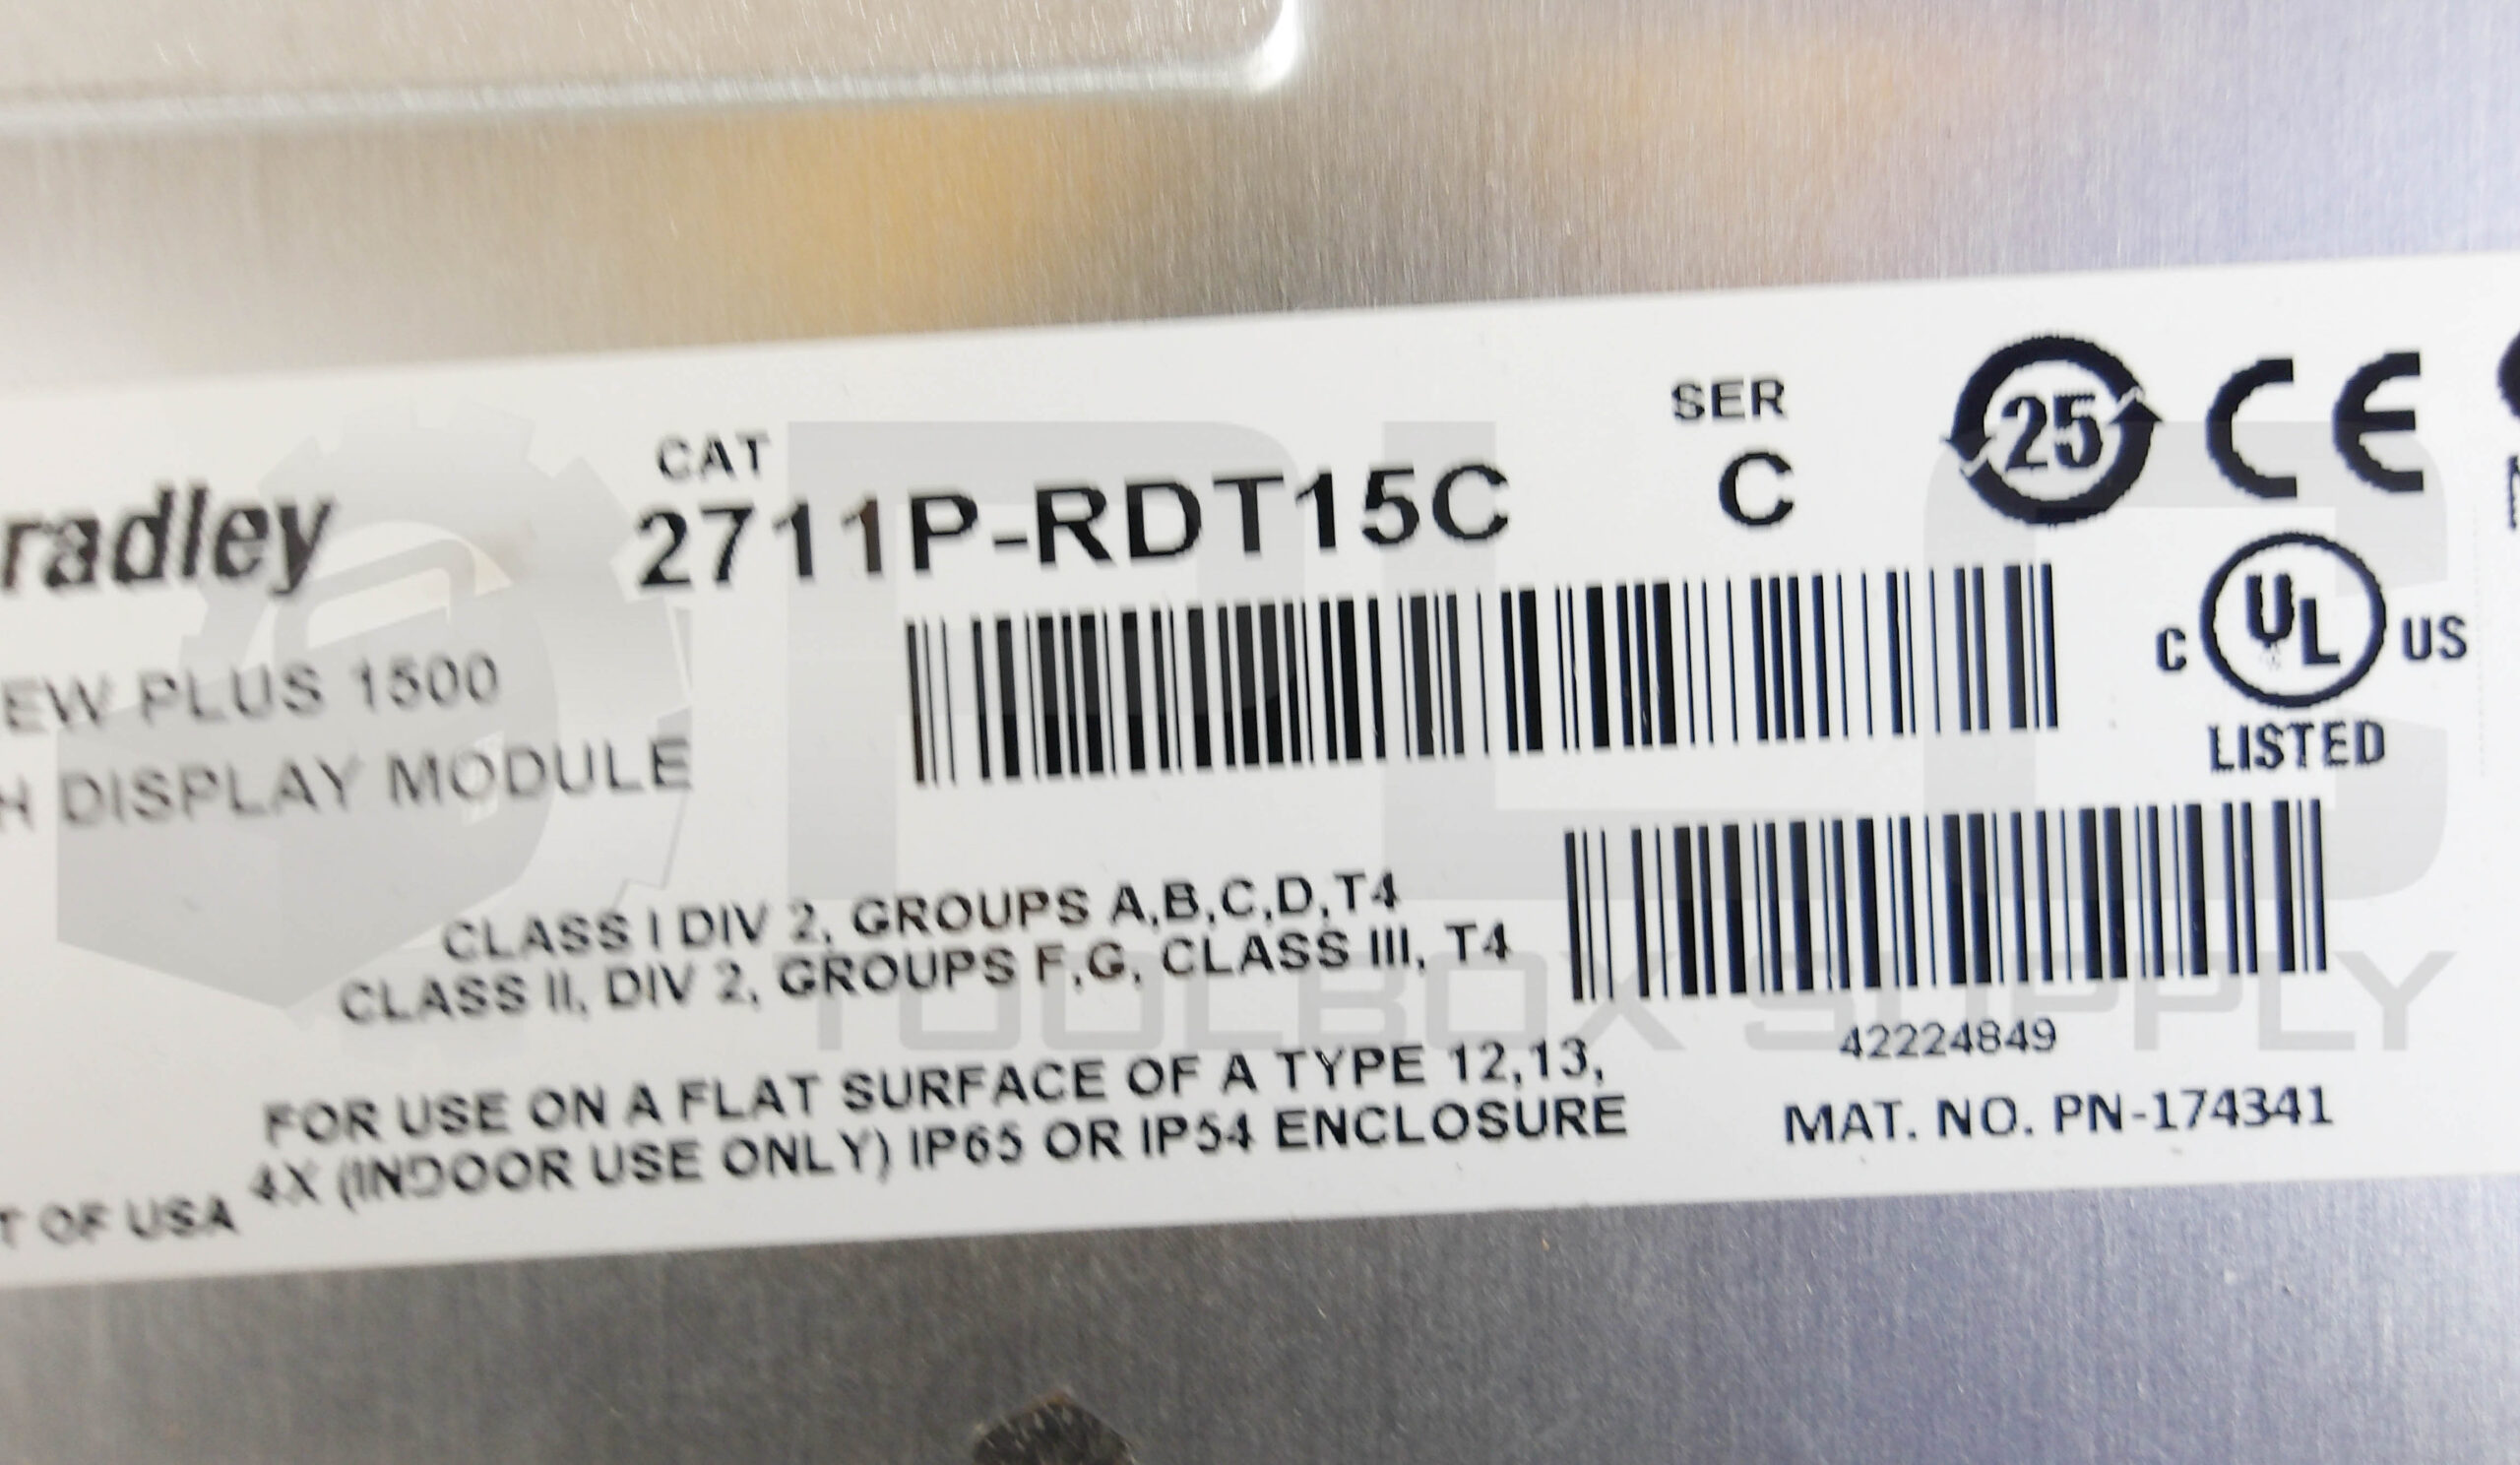 radley
CAT
2711P-RDT15C
SER
C
25
CE
EW PLUS 1500
H DISPLAY MODULE
C UL US
LISTED
CLASS I DIV 2, GROUPS A,B,C,D,T4
CLASS II, DIV 2, GROUPS F,G, CLASS III, T4
42224849
FOR USE ON A FLAT SURFACE OF A TYPE 12,13,
4X (INDOOR USE ONLY) IP65 OR IP54 ENCLOSURE
MAT. NO. PN-174341
T OF USA
PLC
TOOLBOX SUPPLY